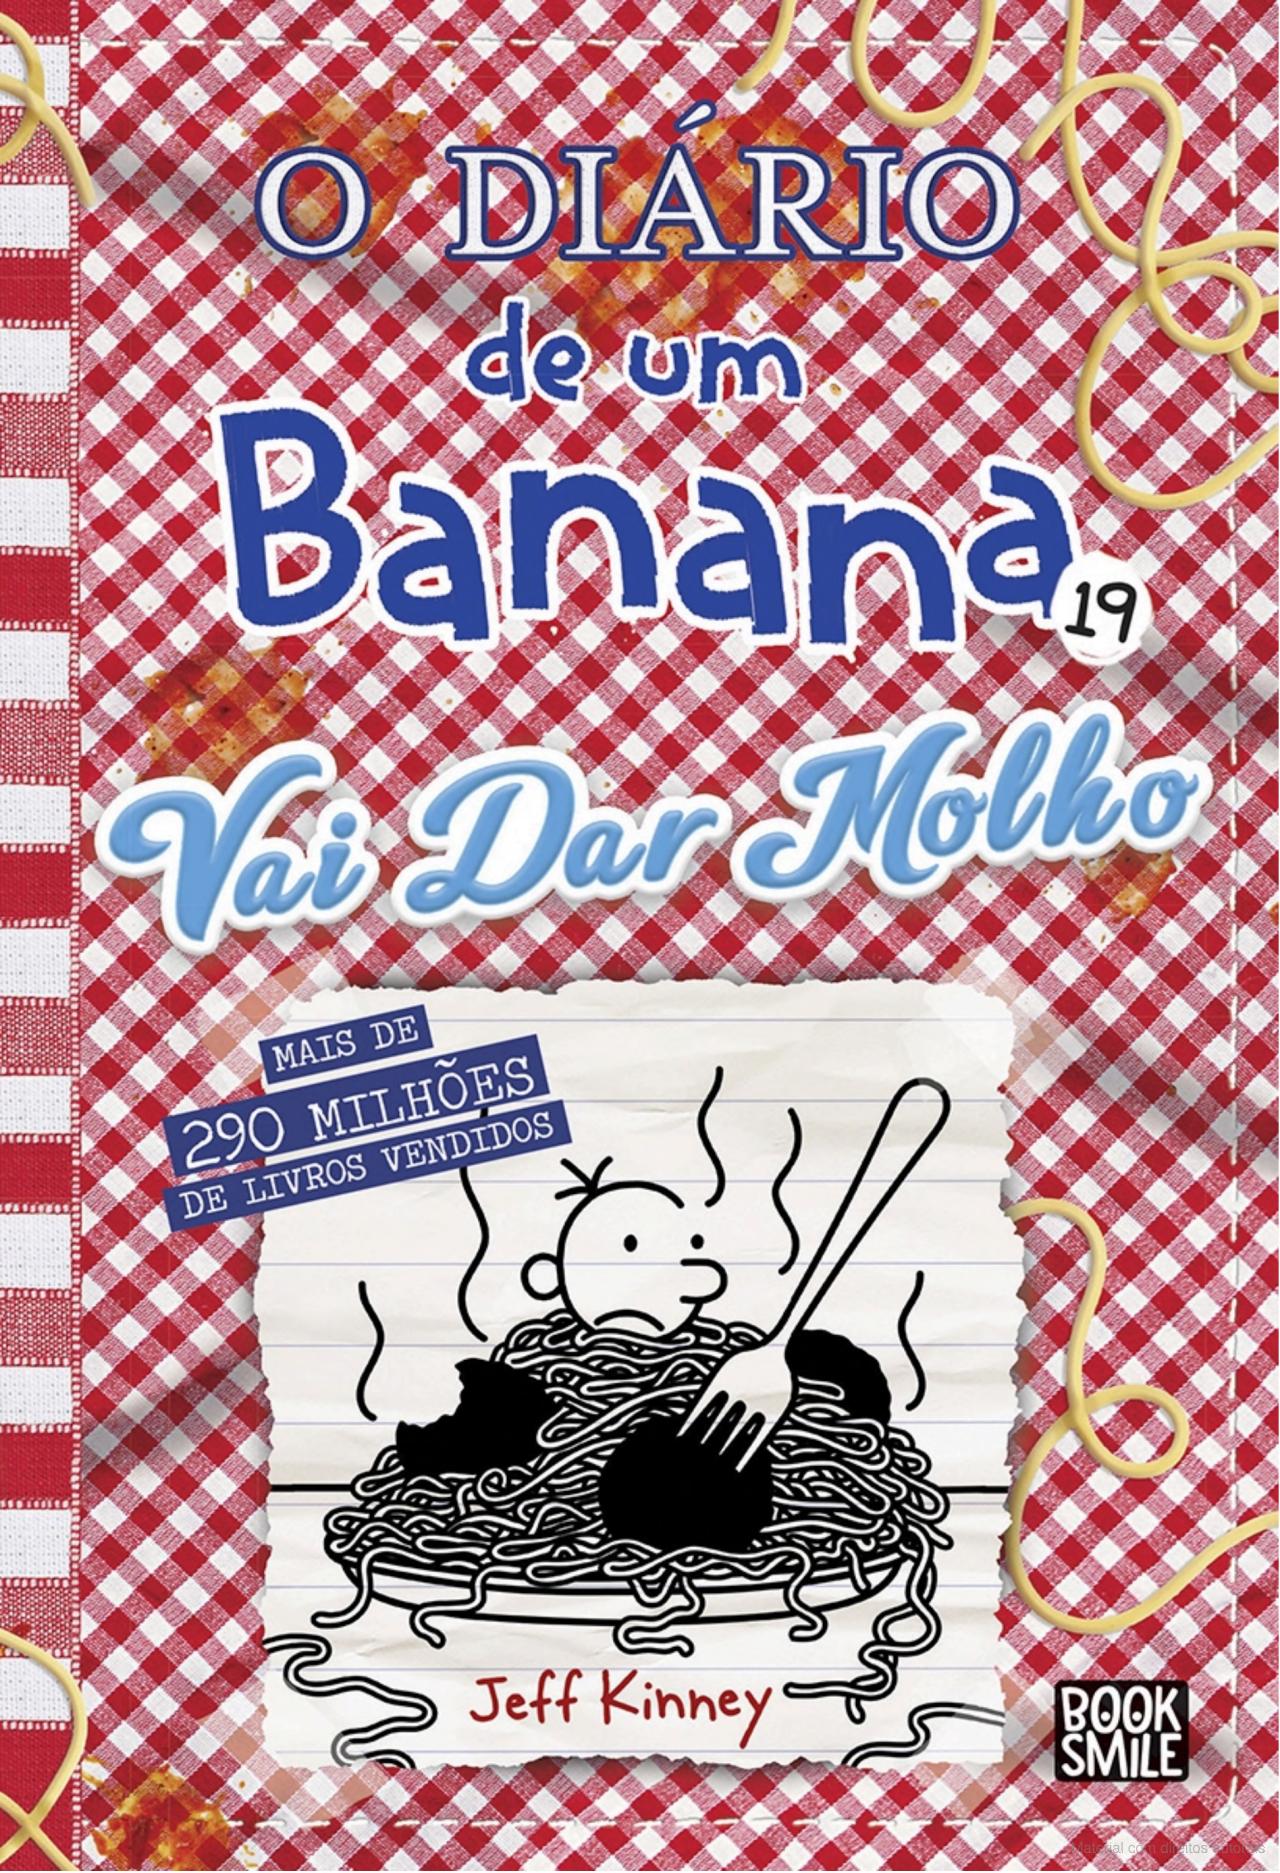 O DIÁRIO
de um
Banana
19
Vai Dar Molho
MAIS DE
290 MILHÕES
DE LIVROS VENDIDOS
Jeff Kinney
BOOK
SMILE
Material com direitos autorais